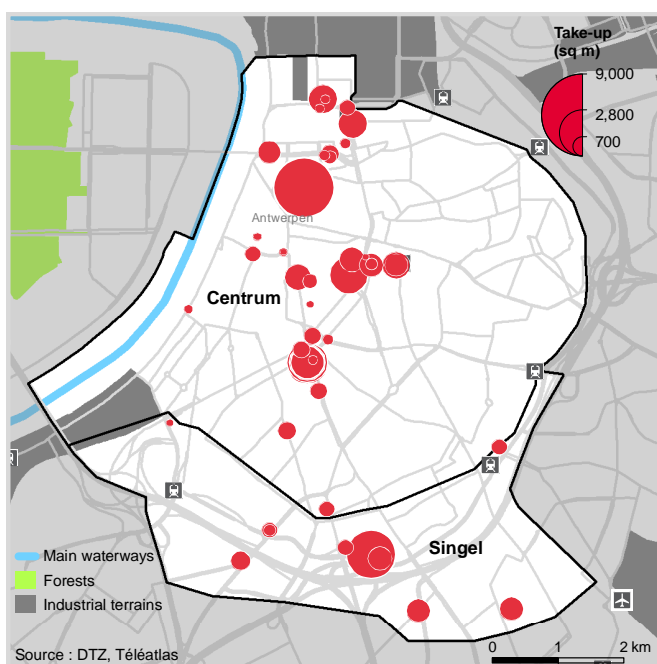 Take-up
(sq m)
9,000
2,800
700
Antwerpen
Centrum
Singel
Main waterways
Forests
Industrial terrains
Source : DTZ, Téléatlas
0 1 2 km